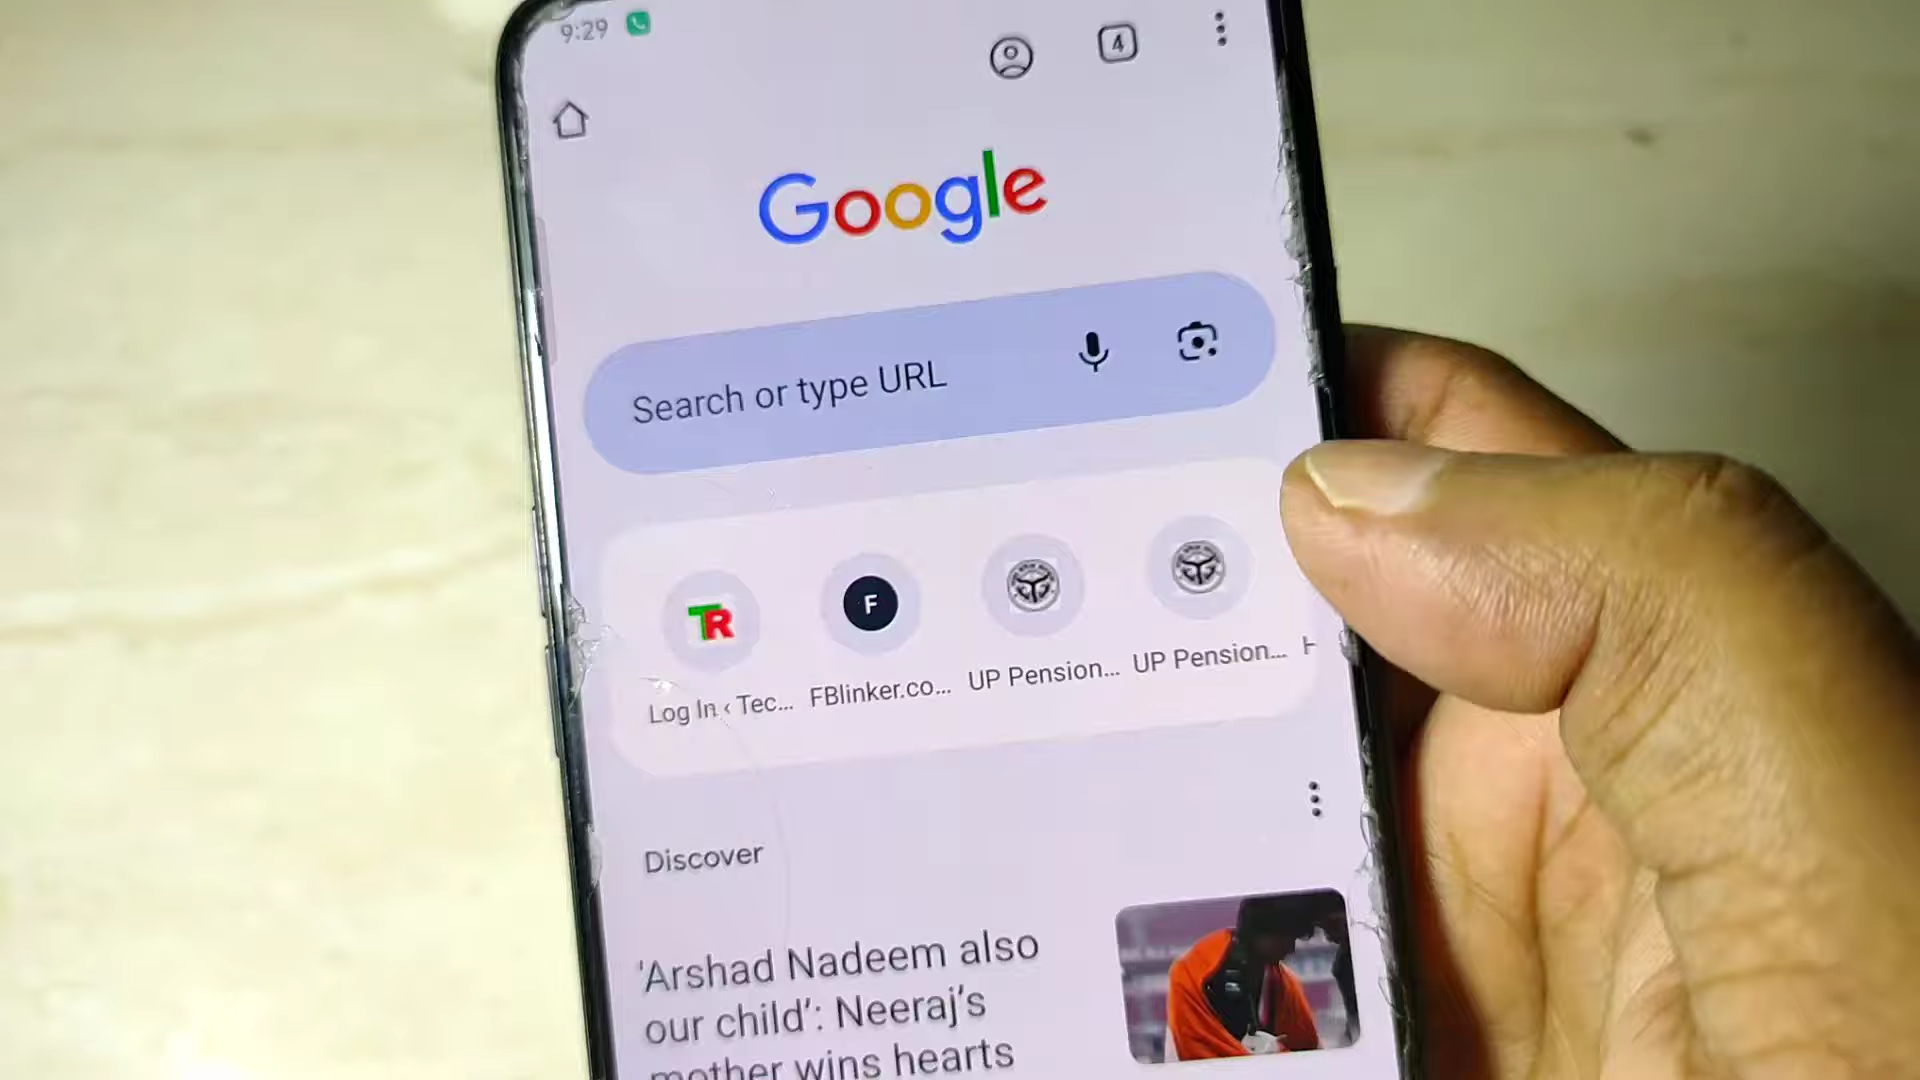 9:29
4
Google
Search or type URL
TR
F
Log In ‹ Tec...
FBlinker.co...
UP Pension...
UP Pension...
H
Discover
'Arshad Nadeem also
our child': Neeraj's
mother wins hearts